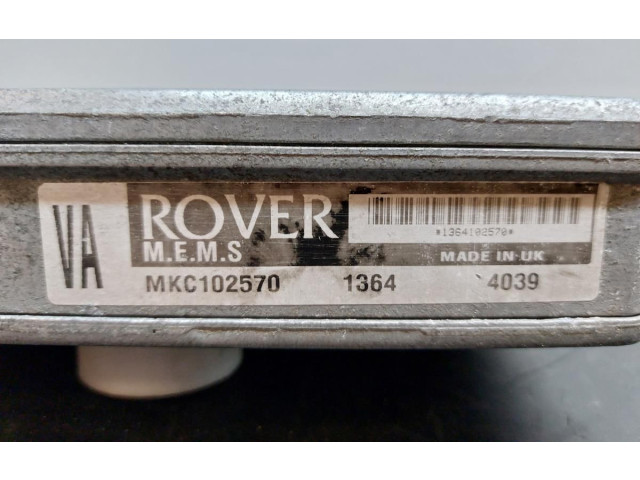 VA
ROVER
M.E.M.S
*1364102570*
MADE IN UK
MKC102570 1364 4039